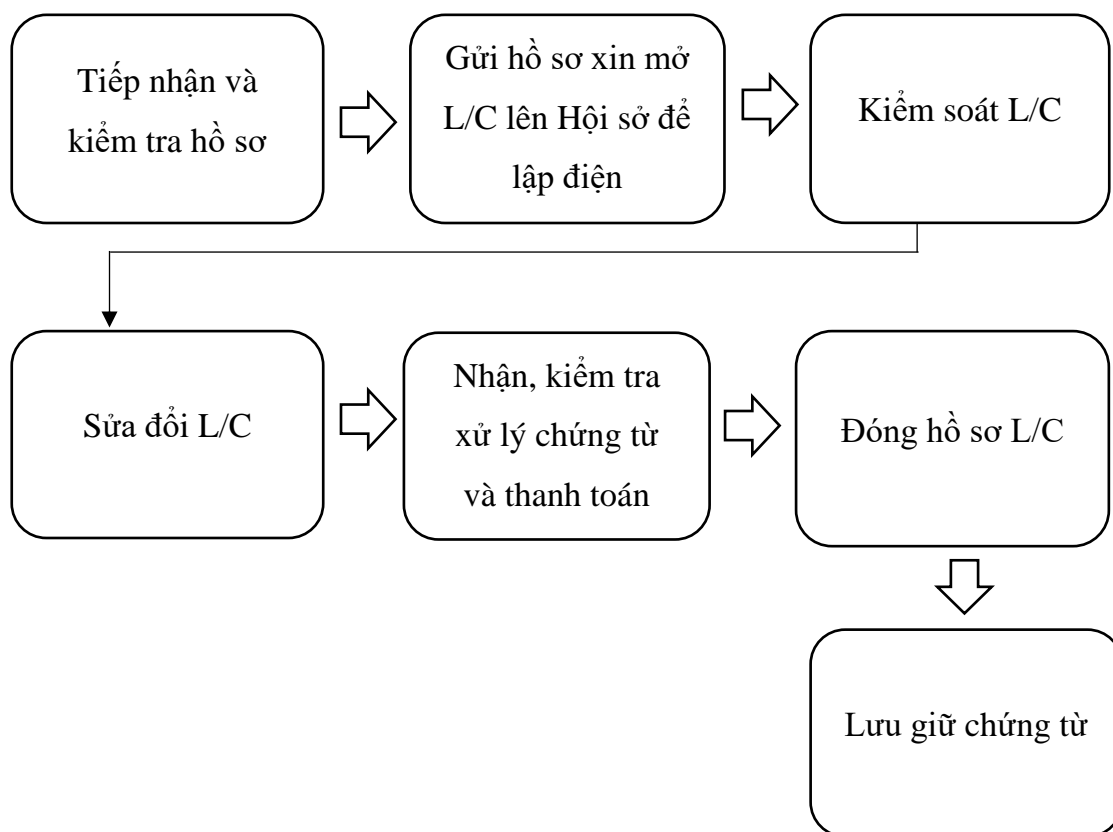 Tiếp nhận và
kiểm tra hồ sơ
Gửi hồ sơ xin mở
L/C lên Hội sở để
lập điện
Kiểm soát L/C
Sửa đổi L/C
Nhận, kiểm tra
xử lý chứng từ
và thanh toán
Đóng hồ sơ L/C
Lưu giữ chứng từ